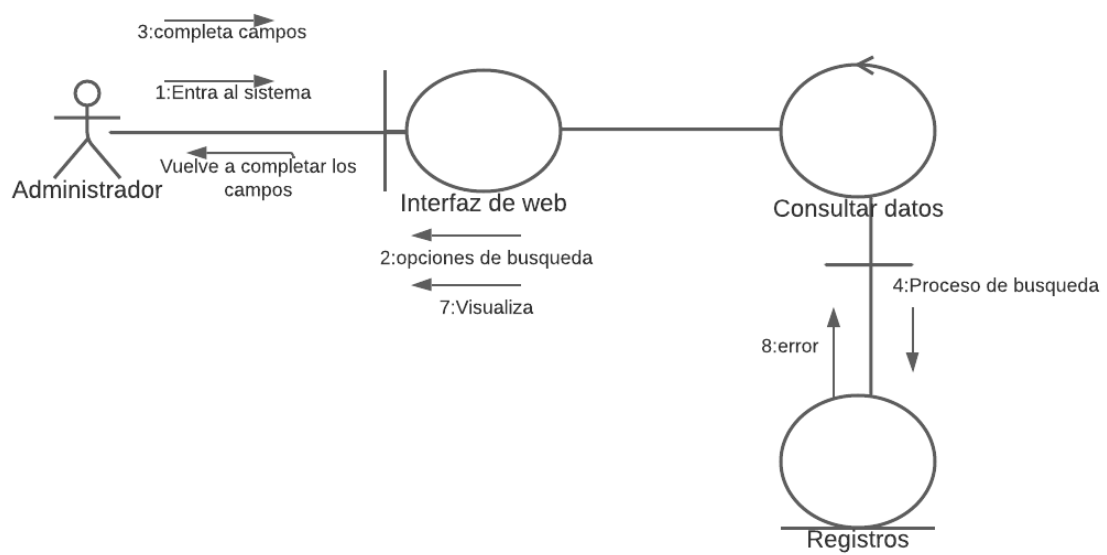 3:completa campos
1:Entra al sistema
Vuelve a completar los
campos
Administrador
Interfaz de web
2:opciones de busqueda
7:Visualiza
Consultar datos
4:Proceso de busqueda
8:error
Registros